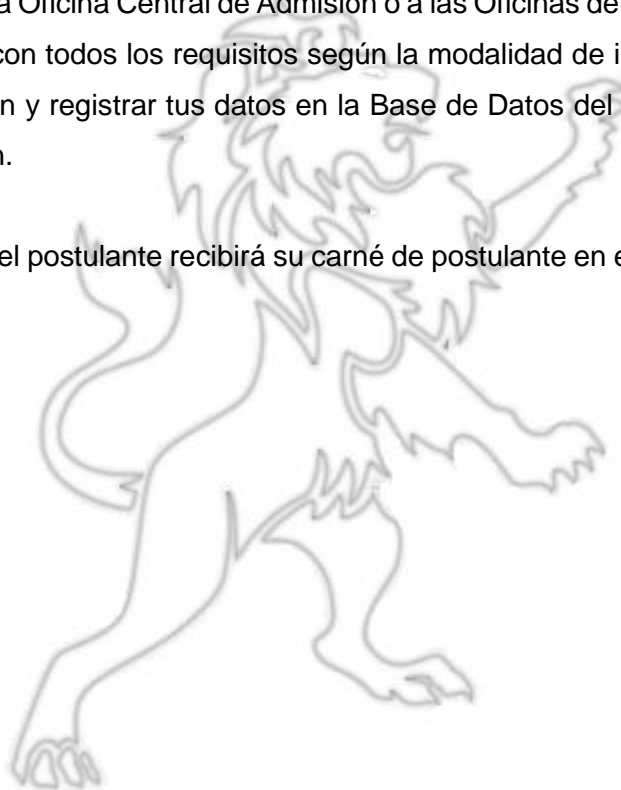 a Oficina Central de Admisión o a las Oficinas de
con todos los requisitos según la modalidad de i
n y registrar tus datos en la Base de Datos del
n.
el postulante recibirá su carné de postulante en e